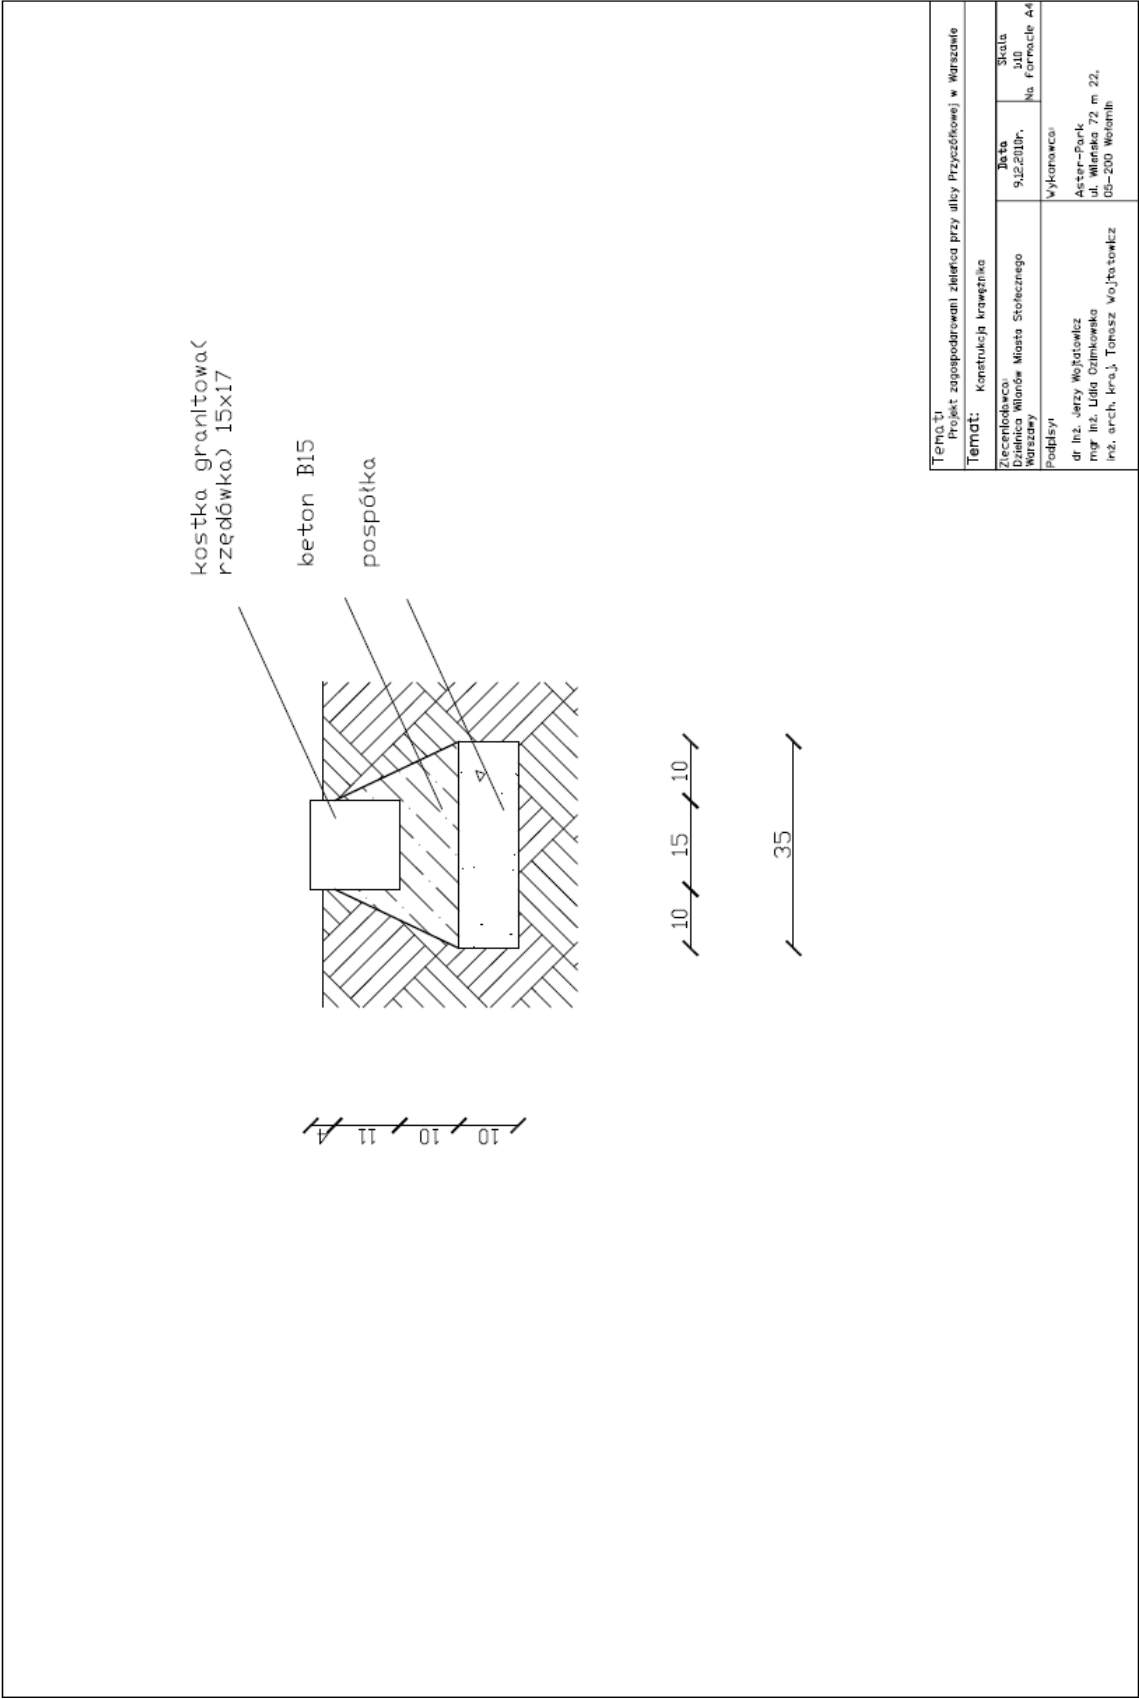 kostka granitowa(
rzędówka) 15x17
beton B15
pospółka
4
11
10
10
10
15
10
35
Temat:
Projekt zagospodarowani zieleńca przy ulicy Przyczółkowej w Warszawie
Temat: Konstrukcja krawężnika
Zleceniodawca:
Dzielnica Wilanów Miasta Stołecznego
Warszawy
Data
9.12.2010r.
Skala
1:10
Na formacie A4
Podpisy:
dr inż. Jerzy Wojtatowicz
mgr inż. Lidia Ozimkowska
inż. arch. kraj. Tomasz Wojtatowicz
Wykonawca:
Aster-Park
ul. Wileńska 72 m 22,
05-200 Wołomin